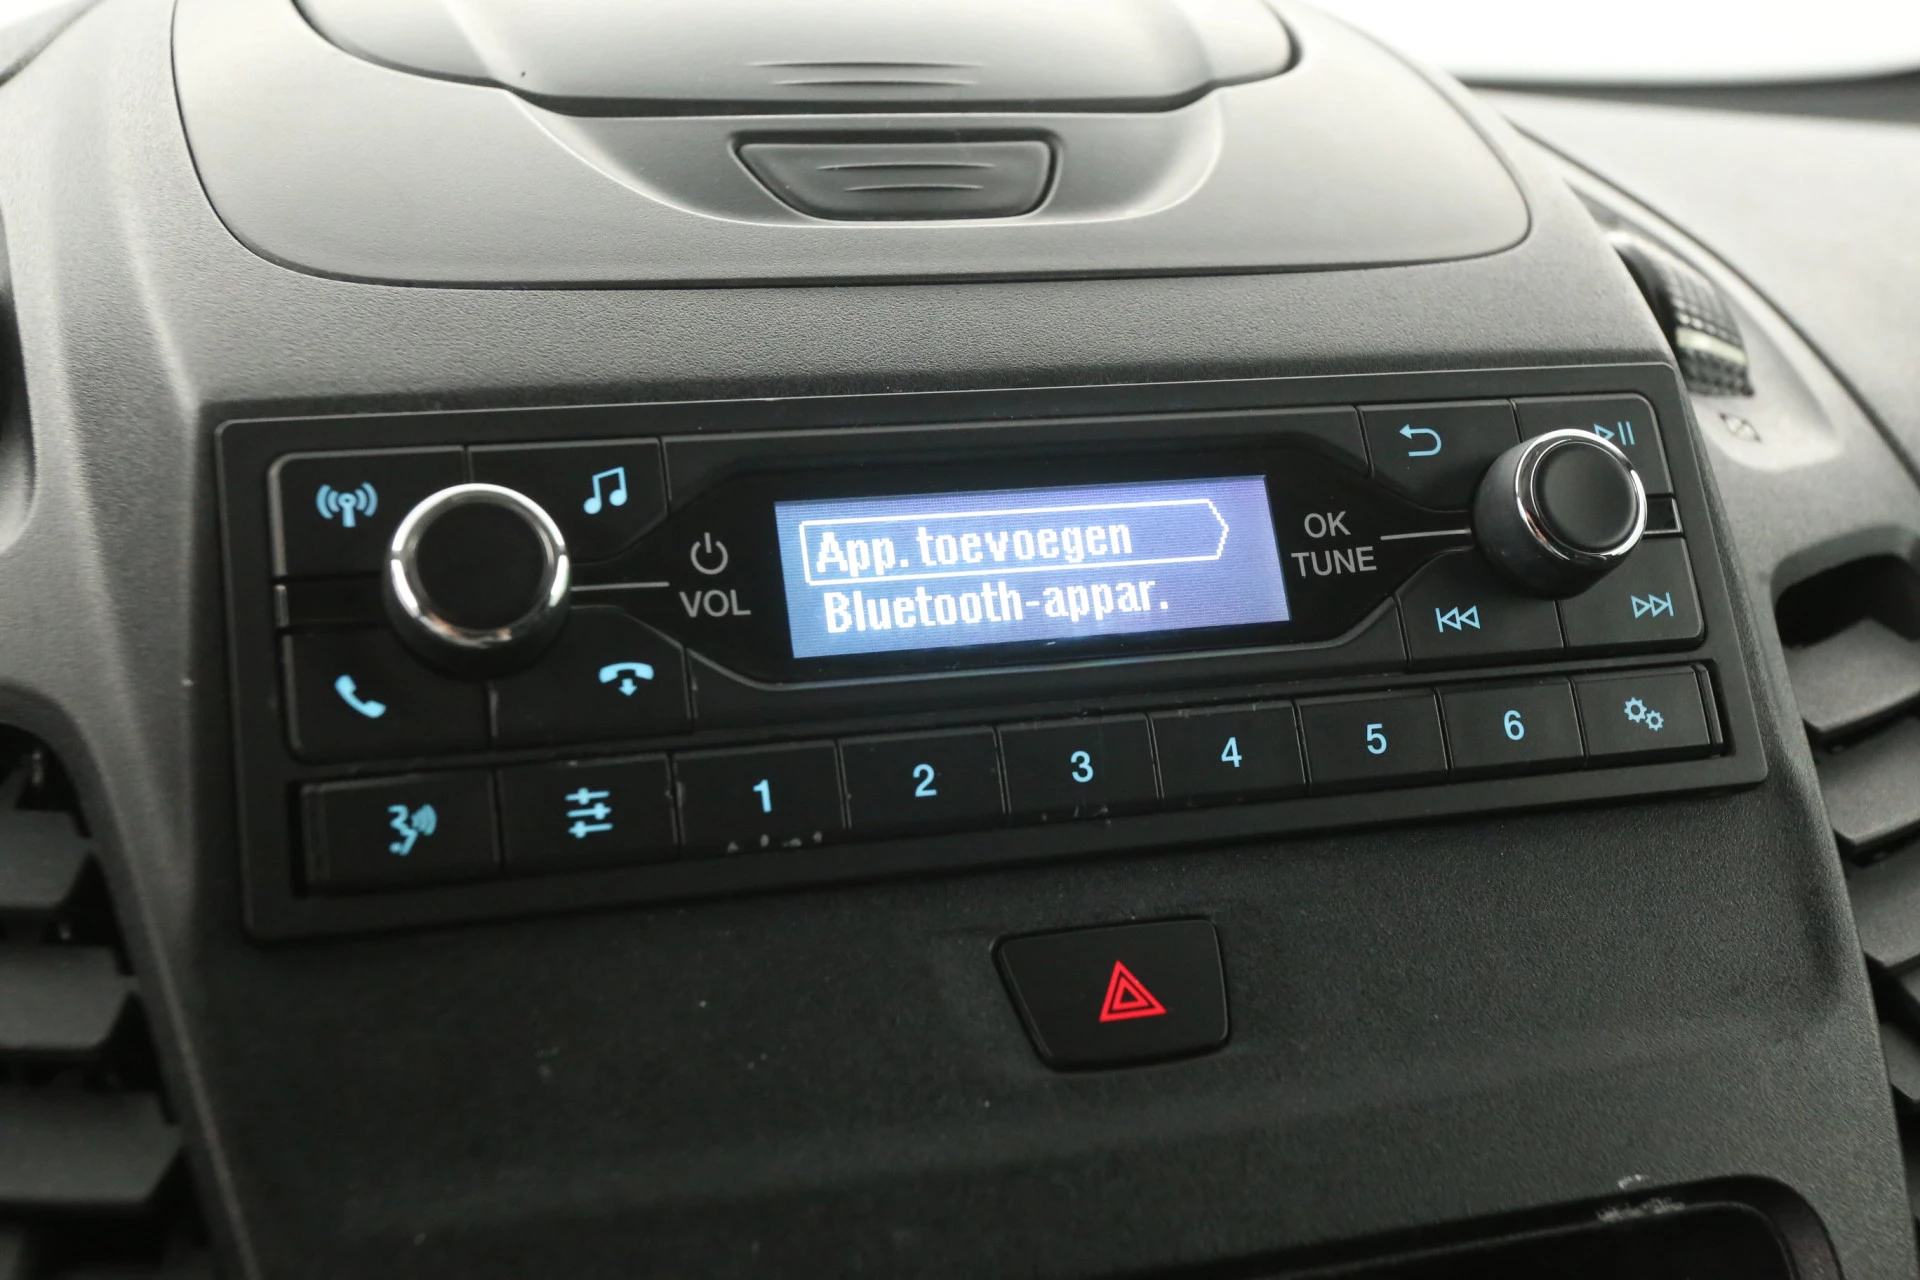 App. toevoegen
Bluetooth-appar.
VOL
OK
TUNE
1 2 3 4 5 6